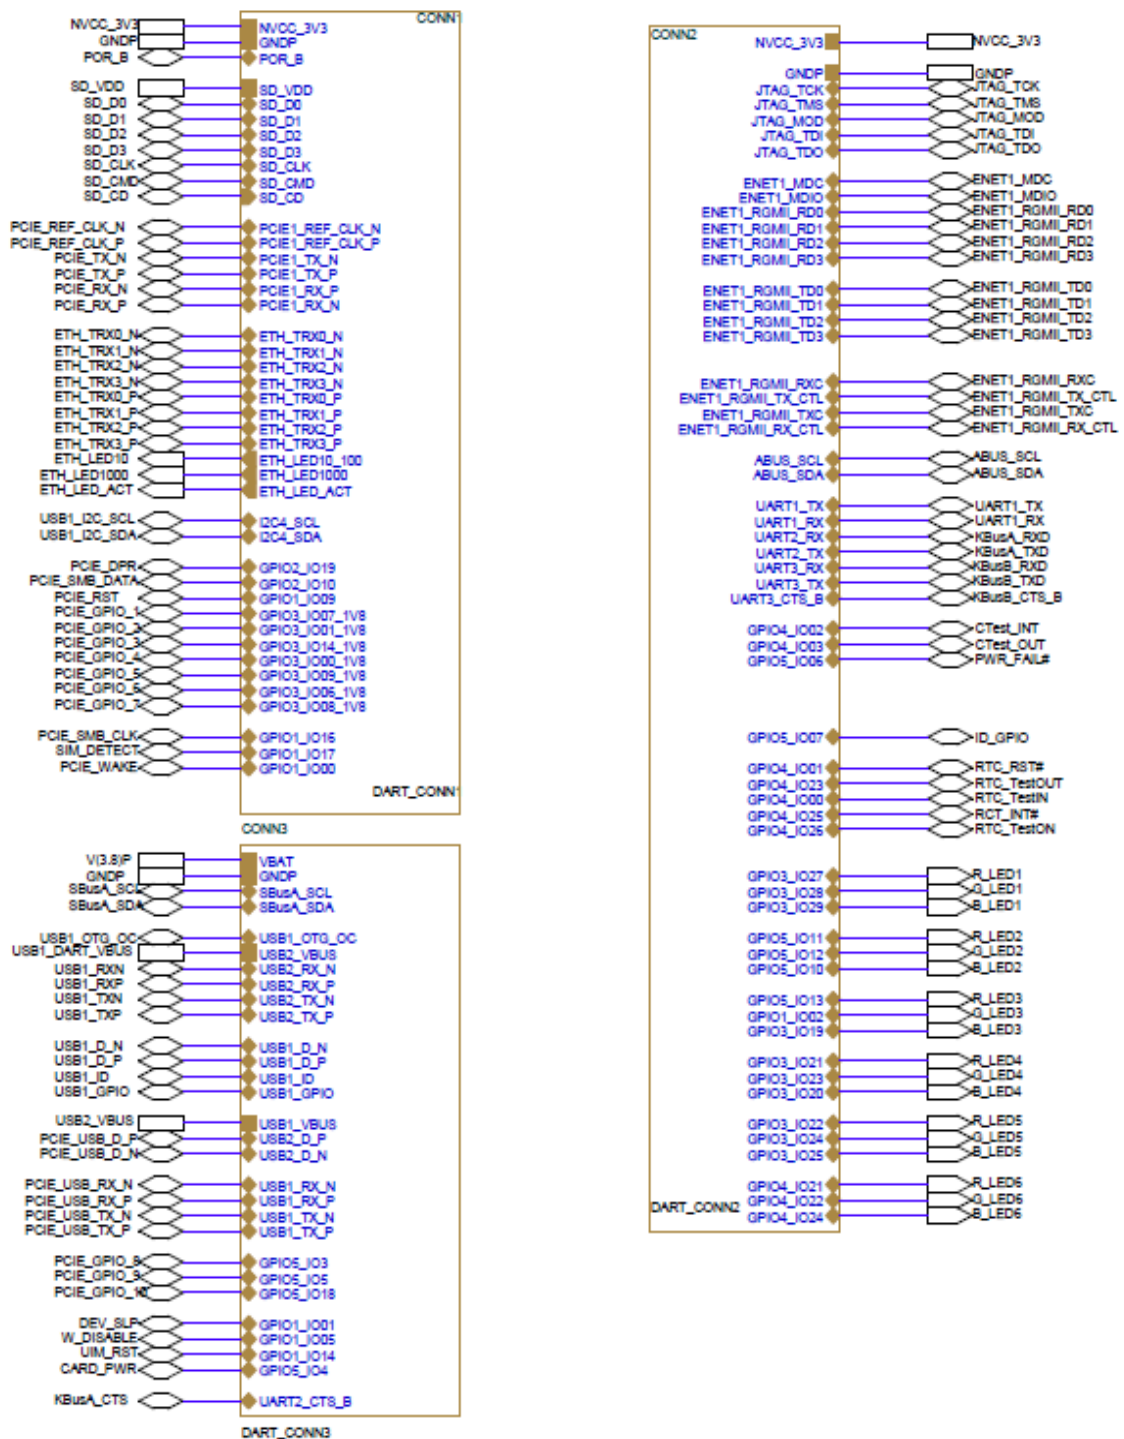 CONN1
NVCC_3V3 NVCC_3V3
GNDP GNDP
POR_B POR_B
SD_VDD SD_VDD
SD_D0 SD_D0
SD_D1 SD_D1
SD_D2 SD_D2
SD_D3 SD_D3
SD_CLK SD_CLK
SD_CMD SD_CMD
SD_CD SD_CD
PCIE_REF_CLK_N PCIE1_REF_CLK_N
PCIE_REF_CLK_P PCIE1_REF_CLK_P
PCIE_TX_N PCIE1_TX_N
PCIE_TX_P PCIE1_TX_P
PCIE_RX_N PCIE1_RX_P
PCIE_RX_P PCIE1_RX_N
ETH_TRX0_N ETH_TRX0_N
ETH_TRX1_N ETH_TRX1_N
ETH_TRX2_N ETH_TRX2_N
ETH_TRX3_N ETH_TRX3_N
ETH_TRX0_P ETH_TRX0_P
ETH_TRX1_P ETH_TRX1_P
ETH_TRX2_P ETH_TRX2_P
ETH_TRX3_P ETH_TRX3_P
ETH_LED10 ETH_LED10_100
ETH_LED1000 ETH_LED1000
ETH_LED_ACT ETH_LED_ACT
USB1_I2C_SCL I2C4_SCL
USB1_I2C_SDA I2C4_SDA
PCIE_DPR GPIO2_IO19
PCIE_SMB_DATA GPIO2_IO10
PCIE_RST GPIO1_IO09
PCIE_GPIO_1 GPIO3_IO07_1V8
PCIE_GPIO_2 GPIO3_IO01_1V8
PCIE_GPIO_3 GPIO3_IO14_1V8
PCIE_GPIO_4 GPIO3_IO00_1V8
PCIE_GPIO_5 GPIO3_IO09_1V8
PCIE_GPIO_6 GPIO3_IO06_1V8
PCIE_GPIO_7 GPIO3_IO08_1V8
PCIE_SMB_CLK GPIO1_IO16
SIM_DETECT GPIO1_IO17
PCIE_WAKE GPIO1_IO00
DART_CONN1
CONN3
V(3.8)P VBAT
GNDP GNDP
SBusA_SCL SBusA_SCL
SBusA_SDA SBusA_SDA
USB1_OTG_OC USB1_OTG_OC
USB1_DART_VBUS USB2_VBUS
USB1_RXN USB2_RX_N
USB1_RXP USB2_RX_P
USB1_TXN USB2_TX_N
USB1_TXP USB2_TX_P
USB1_D_N USB1_D_N
USB1_D_P USB1_D_P
USB1_ID USB1_ID
USB1_GPIO USB1_GPIO
USB2_VBUS USB1_VBUS
PCIE_USB_D_P USB2_D_P
PCIE_USB_D_N USB2_D_N
PCIE_USB_RX_N USB1_RX_N
PCIE_USB_RX_P USB1_RX_P
PCIE_USB_TX_N USB1_TX_N
PCIE_USB_TX_P USB1_TX_P
PCIE_GPIO_8 GPIO5_IO3
PCIE_GPIO_9 GPIO5_IO5
PCIE_GPIO_10 GPIO5_IO18
DEV_SLP GPIO1_IO01
W_DISABLE GPIO1_IO05
UIM_RST GPIO1_IO14
CARD_PWR GPIO5_IO4
KBusA_CTS UART2_CTS_B
DART_CONN3
CONN2
NVCC_3V3 NVCC_3V3
GNDP GNDP
JTAG_TCK JTAG_TCK
JTAG_TMS JTAG_TMS
JTAG_MOD JTAG_MOD
JTAG_TDI JTAG_TDI
JTAG_TDO JTAG_TDO
ENET1_MDC ENET1_MDC
ENET1_MDIO ENET1_MDIO
ENET1_RGMII_RD0 ENET1_RGMII_RD0
ENET1_RGMII_RD1 ENET1_RGMII_RD1
ENET1_RGMII_RD2 ENET1_RGMII_RD2
ENET1_RGMII_RD3 ENET1_RGMII_RD3
ENET1_RGMII_TD0 ENET1_RGMII_TD0
ENET1_RGMII_TD1 ENET1_RGMII_TD1
ENET1_RGMII_TD2 ENET1_RGMII_TD2
ENET1_RGMII_TD3 ENET1_RGMII_TD3
ENET1_RGMII_RXC ENET1_RGMII_RXC
ENET1_RGMII_TX_CTL ENET1_RGMII_TX_CTL
ENET1_RGMII_TXC ENET1_RGMII_TXC
ENET1_RGMII_RX_CTL ENET1_RGMII_RX_CTL
ABUS_SCL ABUS_SCL
ABUS_SDA ABUS_SDA
UART1_TX UART1_TX
UART1_RX UART1_RX
UART2_RX KBusA_RXD
UART2_TX KBusA_TXD
UART3_RX KBusB_RXD
UART3_TX KBusB_TXD
UART3_CTS_B KBusB_CTS_B
GPIO4_IO02 CTest_INT
GPIO4_IO03 CTest_OUT
GPIO5_IO06 PWR_FAIL#
GPIO5_IO07 ID_GPIO
GPIO4_IO01 RTC_RST#
GPIO4_IO23 RTC_TestOUT
GPIO4_IO00 RTC_TestIN
GPIO4_IO25 RCT_INT#
GPIO4_IO26 RTC_TestON
GPIO3_IO27 R_LED1
GPIO3_IO28 G_LED1
GPIO3_IO29 B_LED1
GPIO5_IO11 R_LED2
GPIO5_IO12 G_LED2
GPIO5_IO10 B_LED2
GPIO5_IO13 R_LED3
GPIO1_IO02 G_LED3
GPIO3_IO19 B_LED3
GPIO3_IO21 R_LED4
GPIO3_IO23 G_LED4
GPIO3_IO20 B_LED4
GPIO3_IO22 R_LED5
GPIO3_IO24 G_LED5
GPIO3_IO25 B_LED5
GPIO4_IO21 R_LED6
GPIO4_IO22 G_LED6
GPIO4_IO24 B_LED6
DART_CONN2